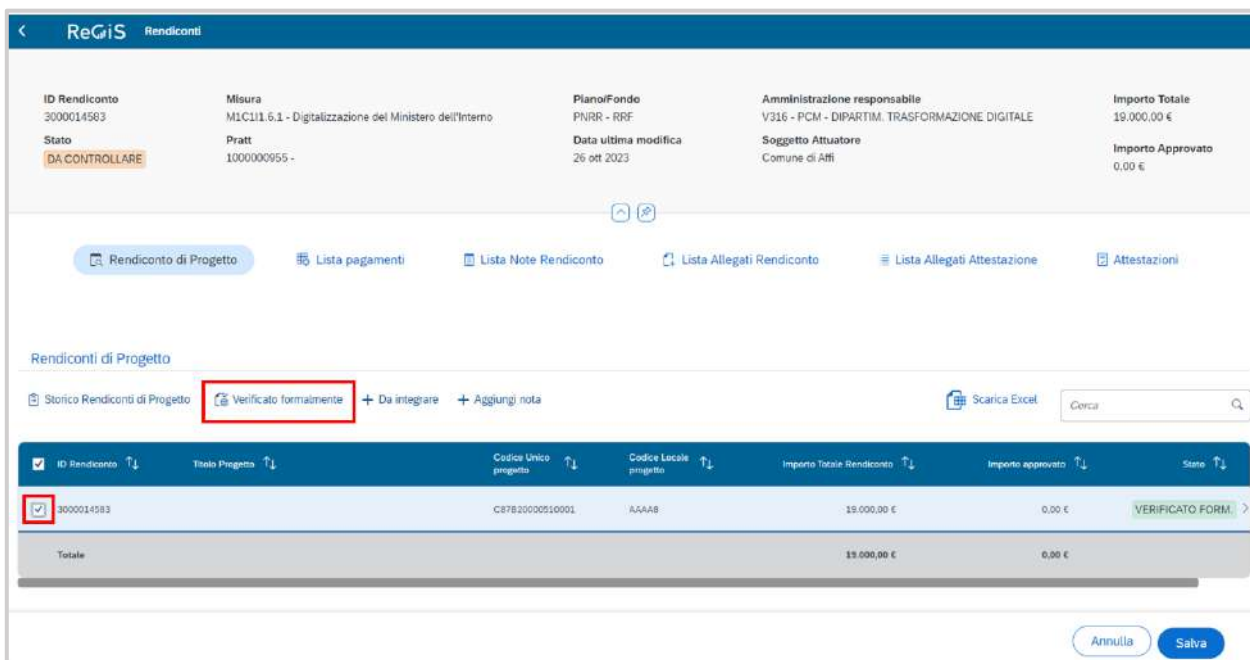 ReGiS Rendiconti
ID Rendiconto Misura Piano/Fondo Amministrazione responsabile Importo Totale
3000014583 M1C1I1.6.1 - Digitalizzazione del Ministero dell'Interno PNRR - RRF V316 - PCM - DIPARTIM. TRASFORMAZIONE DIGITALE 19.000,00 €
Stato Pratt Data ultima modifica Soggetto Attuatore Importo Approvato
DA CONTROLLARE 1000000955 - 26 ott 2023 Comune di Affi 0,00 €
Rendiconto di Progetto Lista pagamenti Lista Note Rendiconto Lista Allegati Rendiconto Lista Allegati Attestazione Attestazioni
Rendiconti di Progetto
Storico Rendiconti di Progetto Verificato formalmente + Da integrare + Aggiungi nota Scarica Excel Cerca
ID Rendiconto Titolo Progetto Codice Unico progetto Codice Locale progetto Importo Totale Rendiconto Importo approvato Stato
3000014583 C87B20000510001 AAAAB 19.000,00 € 0,00 € VERIFICATO FORM.
Totale 19.000,00 € 0,00 €
Annulla Salva